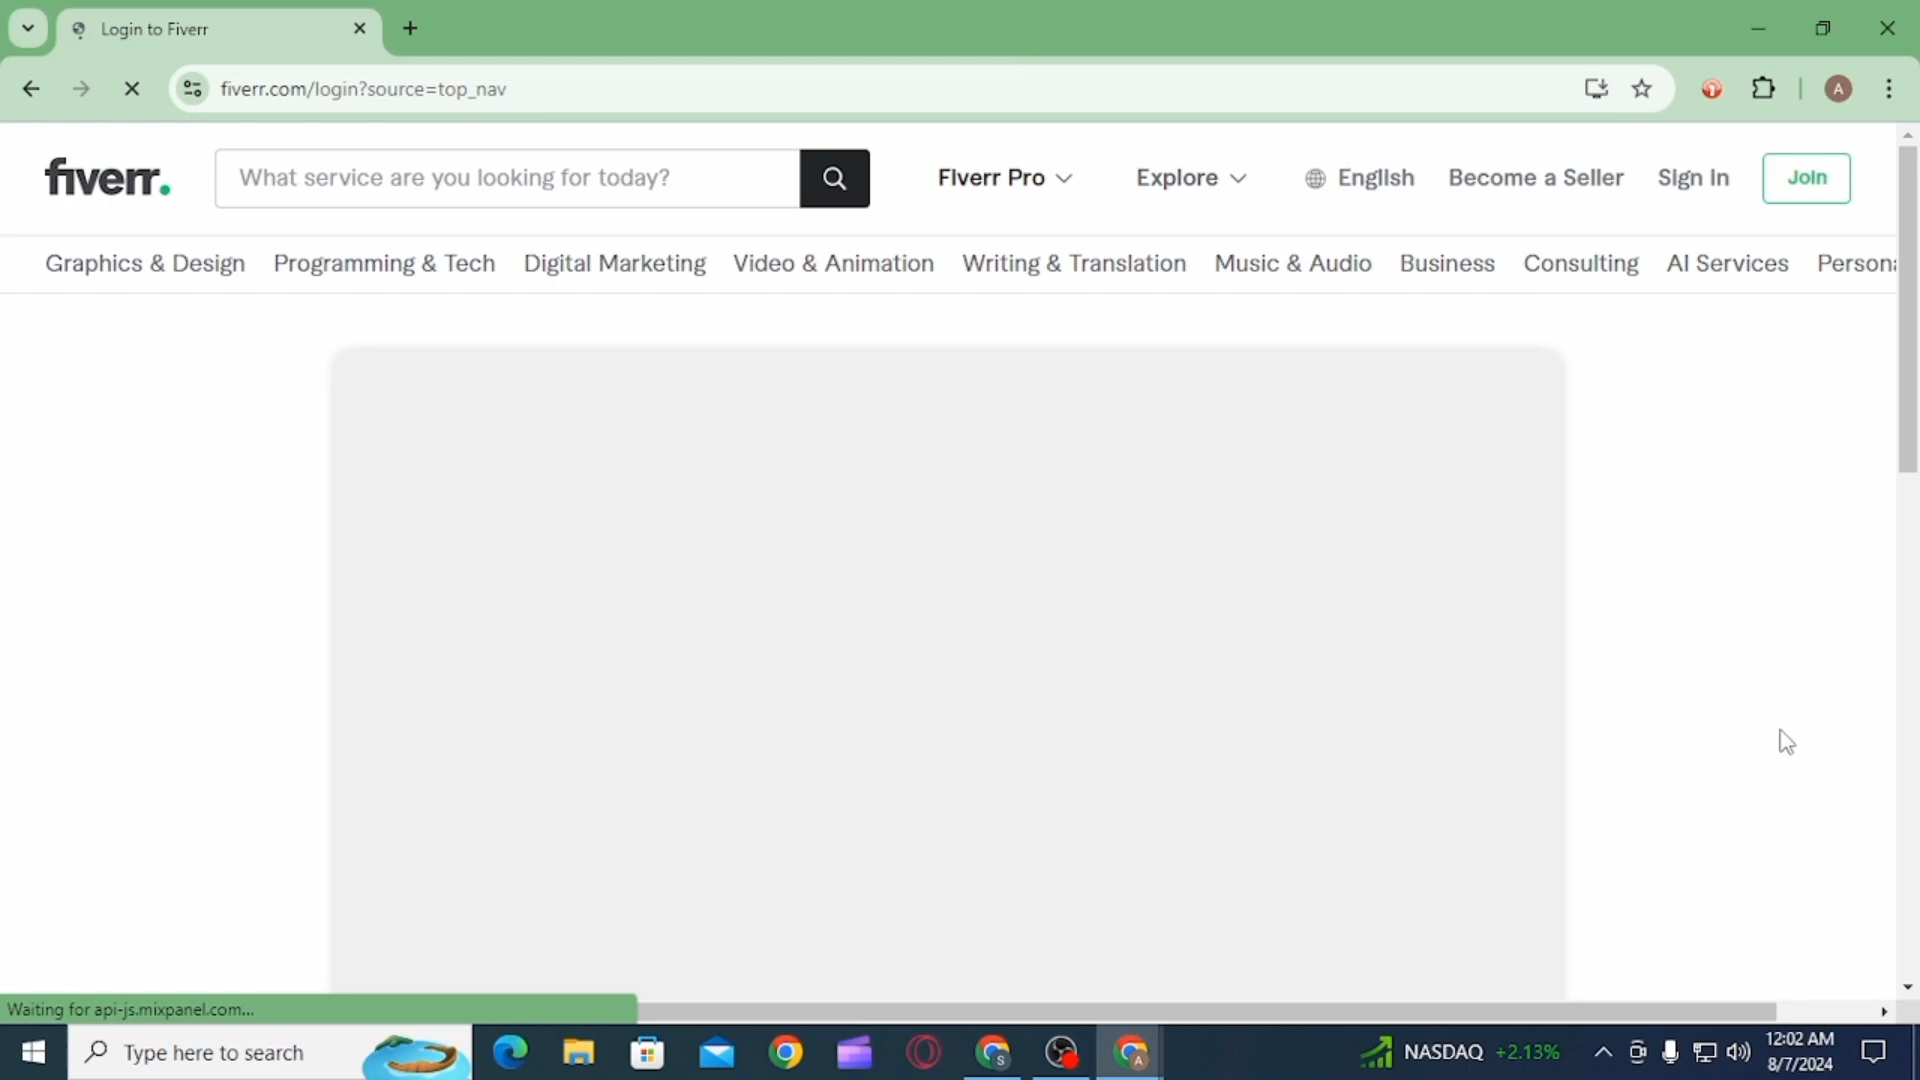 Login to Fiverr
fiverr.com/login?source=top_nav
A
fiverr.
What service are you looking for today?
Fiverr Pro
Explore
English
Become a Seller
Sign In
Join
Graphics & Design
Programming & Tech
Digital Marketing
Video & Animation
Writing & Translation
Music & Audio
Business
Consulting
AI Services
Persona
Waiting for api-js.mixpanel.com...
Type here to search
S
A
NASDAQ +2.13%
12:02 AM
8/7/2024